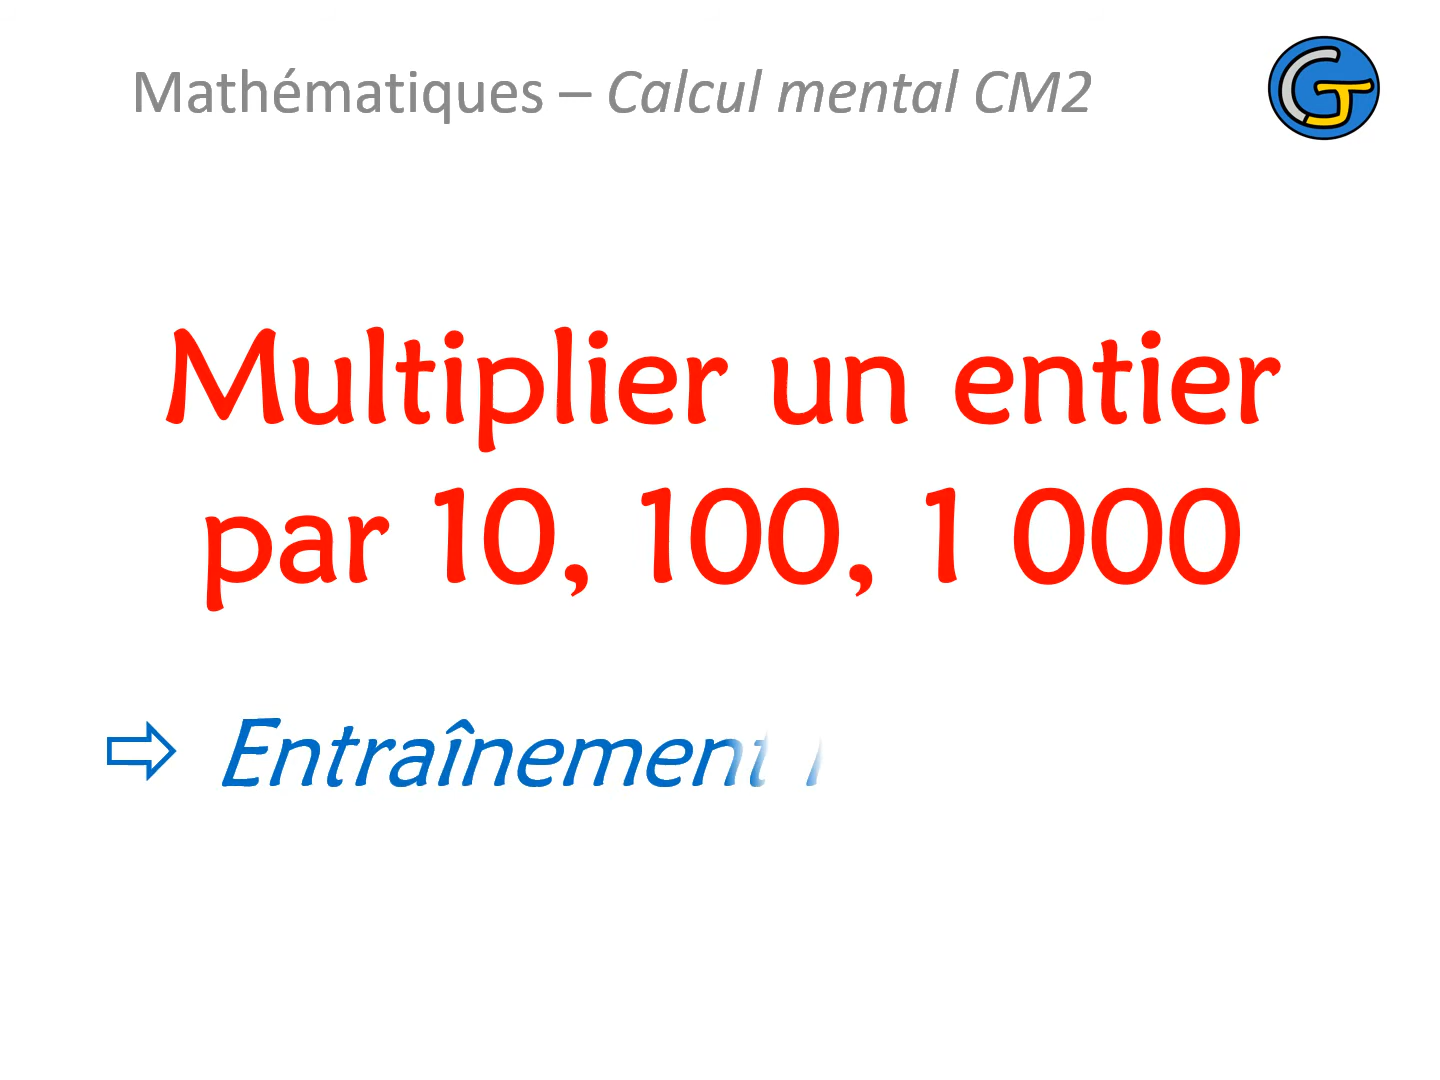 Mathématiques – Calcul mental CM2
Multiplier un entier
par 10, 100, 1 000
⇨ Entraînement